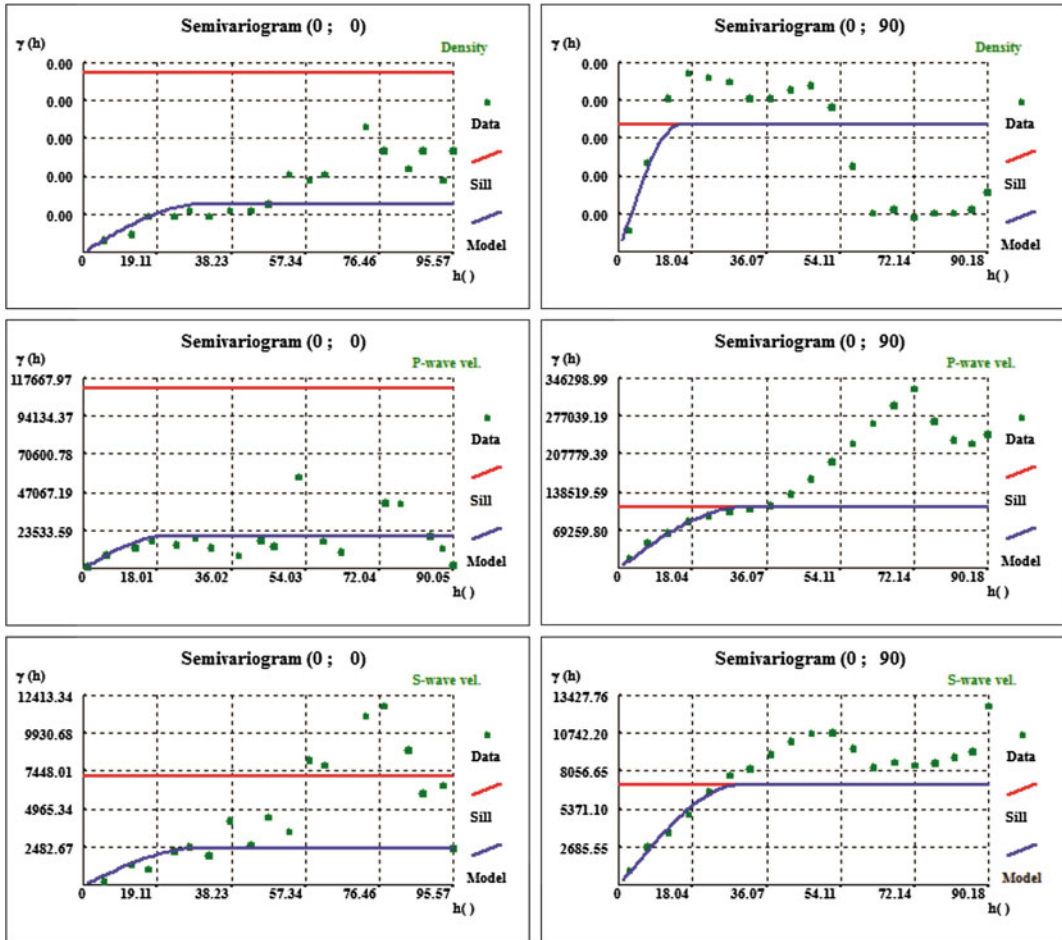 Semivariogram (0 ; 0)
γ (h)
Density
0.00
0.00
0.00
0.00
0.00
Data
Sill
Model
0 19.11 38.23 57.34 76.46 95.57
h( )
Semivariogram (0 ; 90)
γ (h)
Density
0.00
0.00
0.00
0.00
0.00
Data
Sill
Model
0 18.04 36.07 54.11 72.14 90.18
h( )
Semivariogram (0 ; 0)
γ (h)
P-wave vel.
117667.97
94134.37
70600.78
47067.19
23533.59
Data
Sill
Model
0 18.01 36.02 54.03 72.04 90.05
h( )
Semivariogram (0 ; 90)
γ (h)
P-wave vel.
346298.99
277039.19
207779.39
138519.59
69259.80
Data
Sill
Model
0 18.04 36.07 54.11 72.14 90.18
h( )
Semivariogram (0 ; 0)
γ (h)
S-wave vel.
12413.34
9930.68
7448.01
4965.34
2482.67
Data
Sill
Model
0 19.11 38.23 57.34 76.46 95.57
h( )
Semivariogram (0 ; 90)
γ (h)
S-wave vel.
13427.76
10742.20
8056.65
5371.10
2685.55
Data
Sill
Model
0 18.04 36.07 54.11 72.14 90.18
h( )